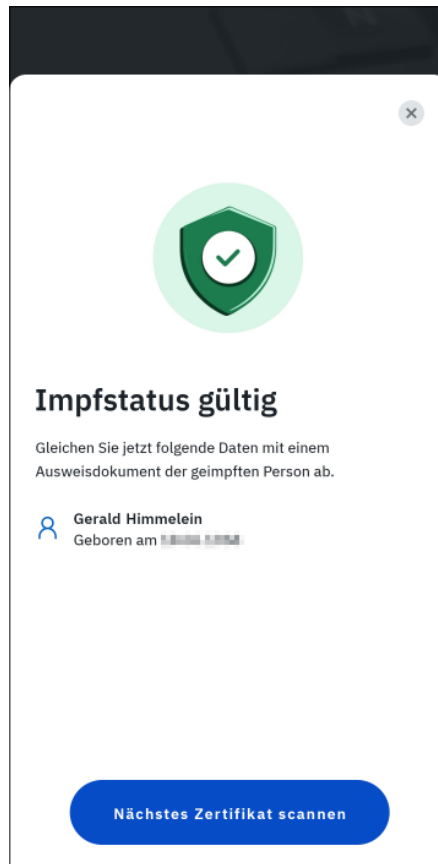 Impfstatus gültig
Gleichen Sie jetzt folgende Daten mit einem
Ausweisdokument der geimpften Person ab.
Gerald Himmelein
Geboren am
Nächstes Zertifikat scannen